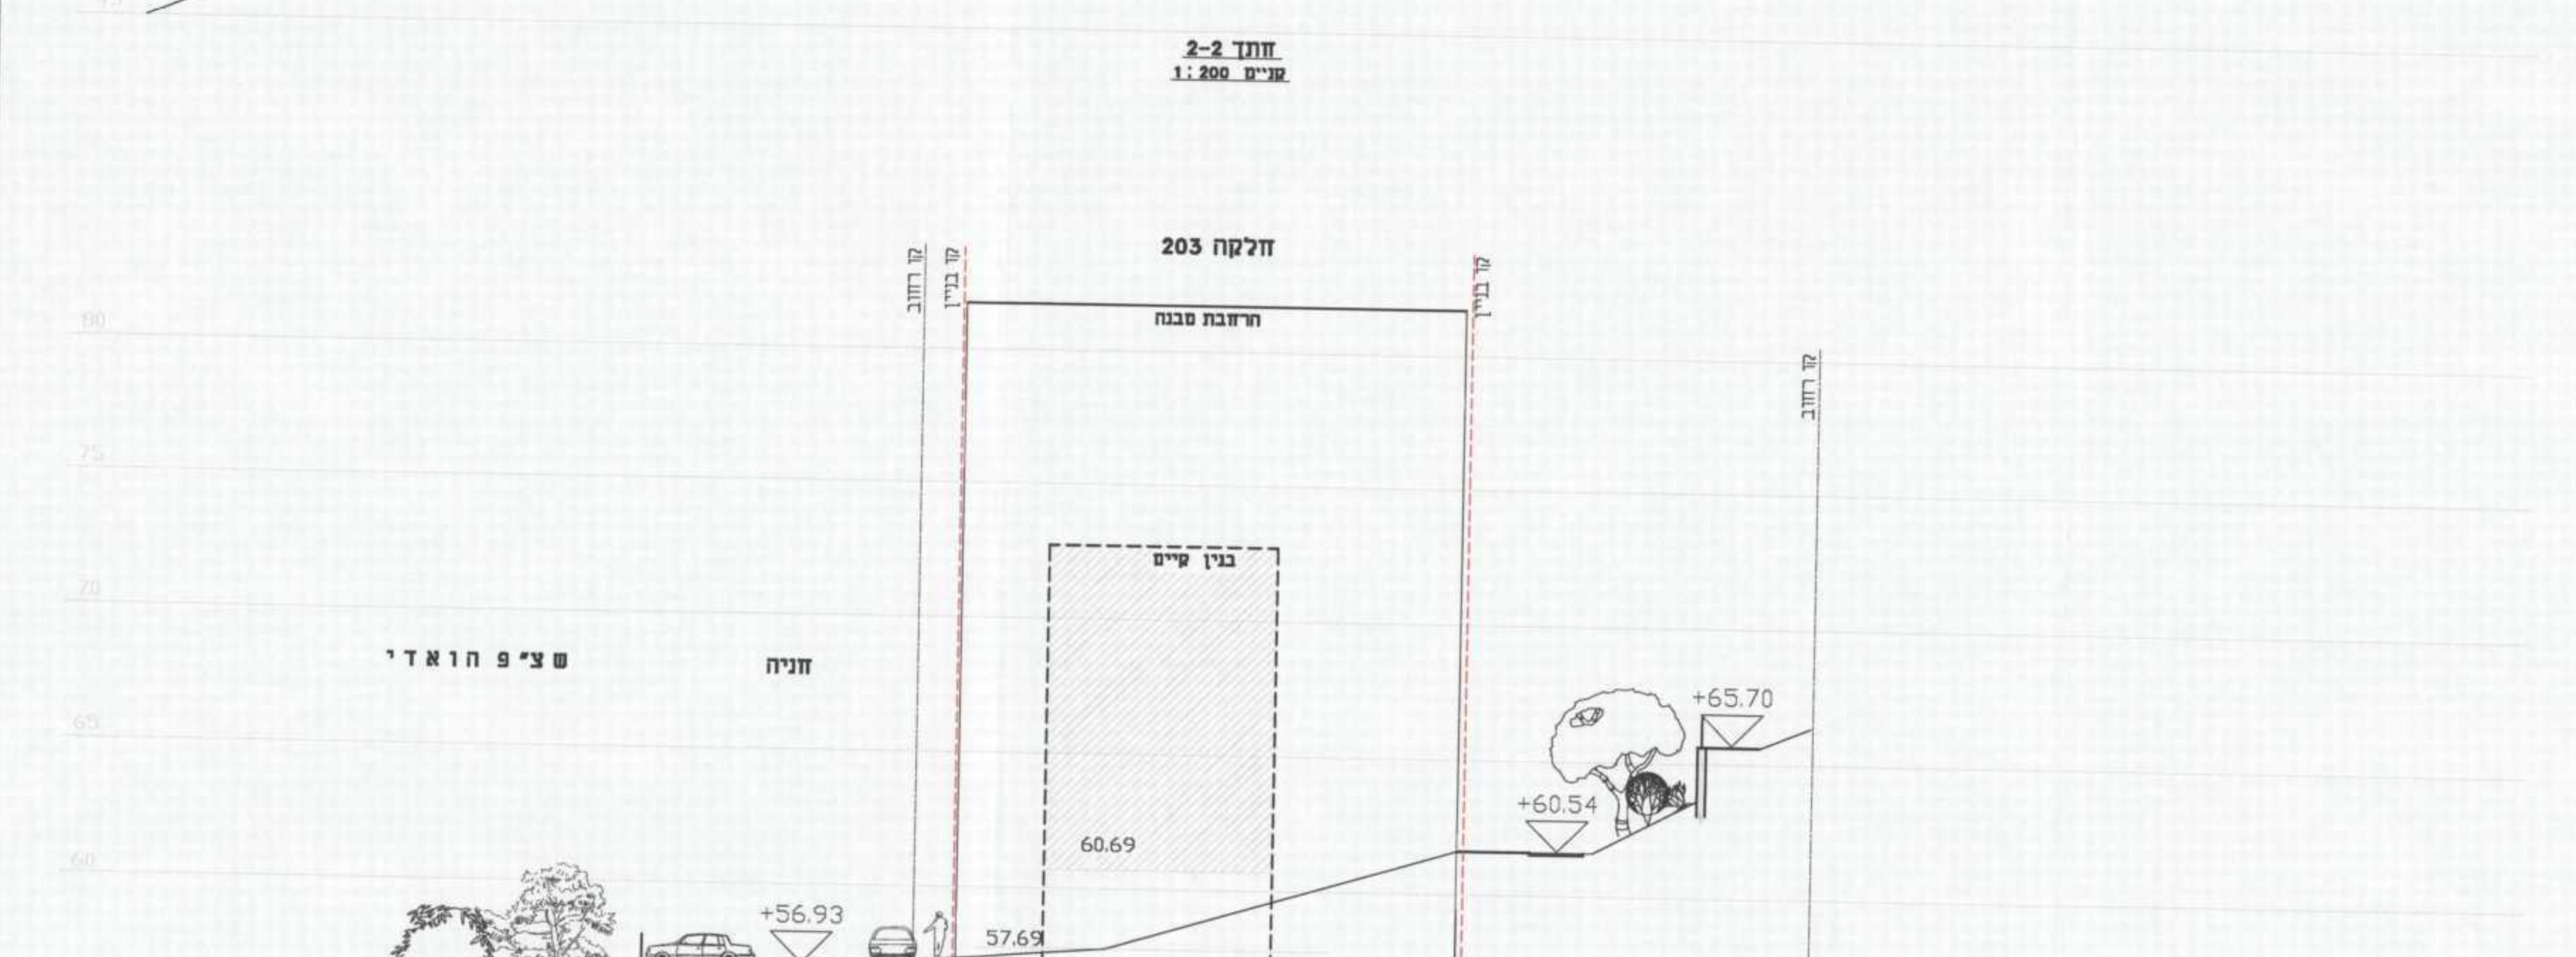 חתך 2-2
קניים 1:200
חלקה 203
קו רחוב
קו בניין
קו בניין
הרחבת מבנה
80
קו רחוב
75
בנין קיים
70
שצ״פ הואדי
חניה
+65.70
65
+60.54
60.69
60
+56.93
57.69